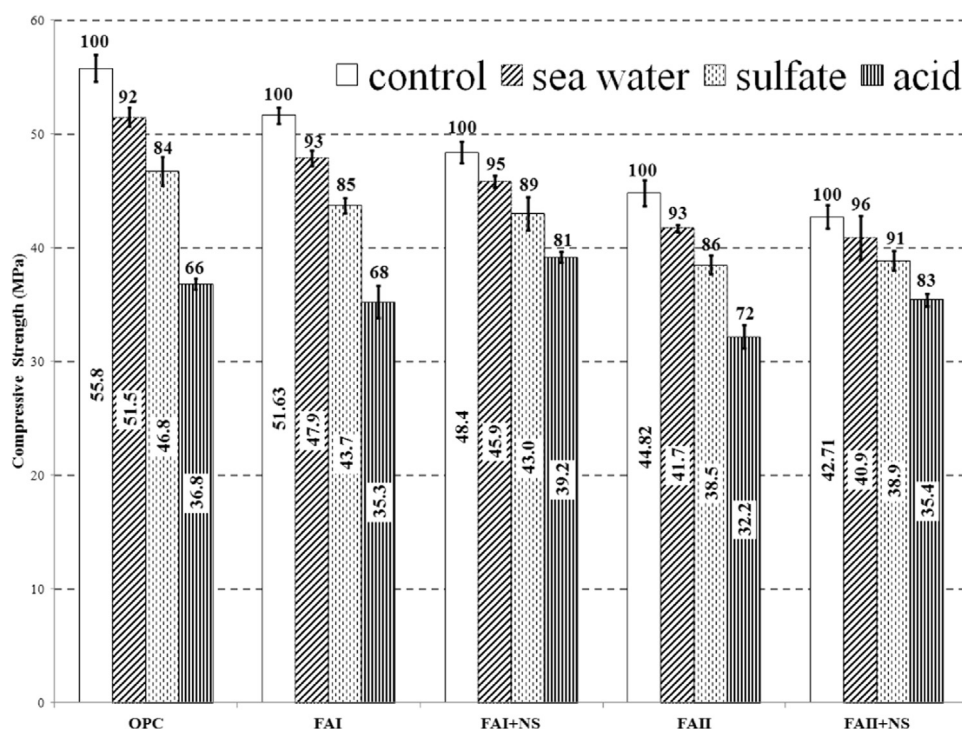 60
50
40
30
20
10
0
Compressive Strength (MPa)
control sea water sulfate acid
100 92 84 66
100 93 85 68
100 95 89 81
100 93 86 72
100 96 91 83
55.8 51.5 46.8 36.8
51.63 47.9 43.7 35.3
48.4 45.9 43.0 39.2
44.82 41.7 38.5 32.2
42.71 40.9 38.9 35.4
OPC FAI FAI+NS FAII FAII+NS